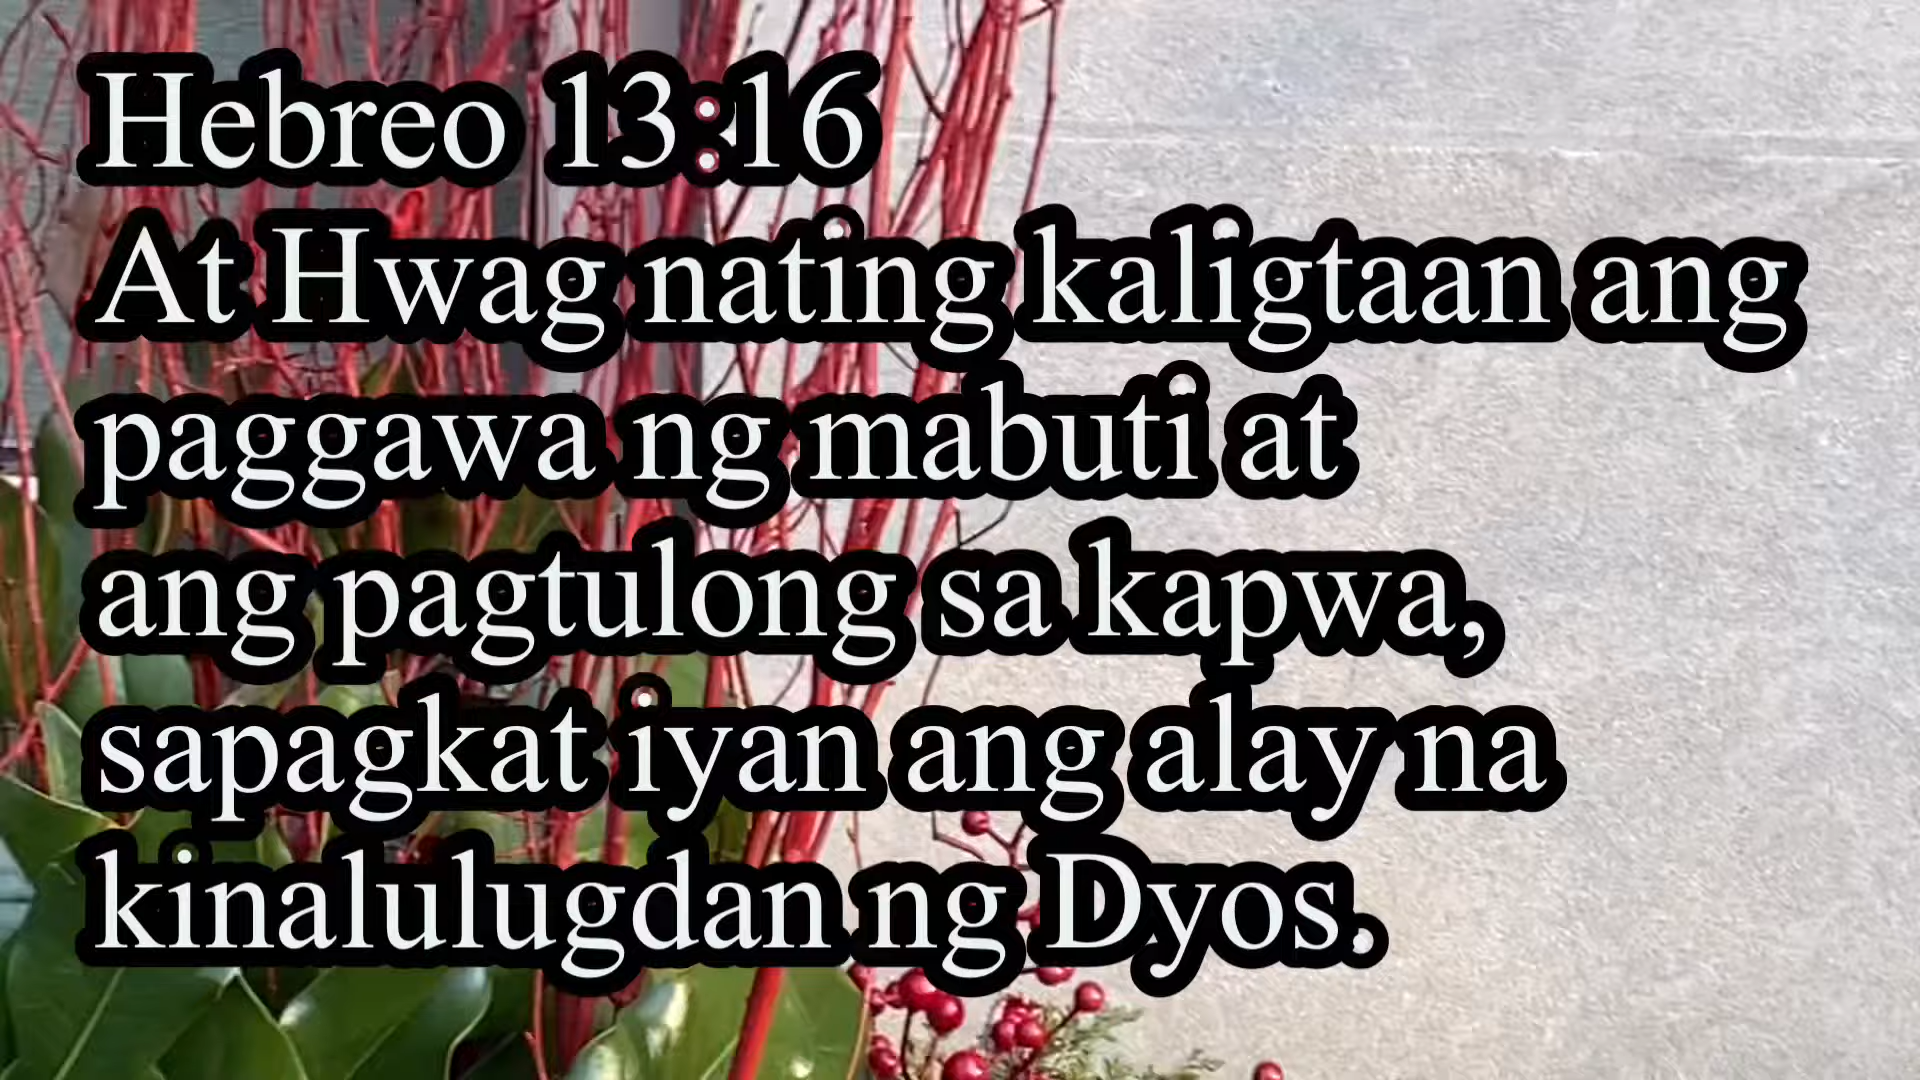 Hebreo 13:16
At Hwag nating kaligtaan ang
paggawa ng mabuti at
ang pagtulong sa kapwa,
sapagkat iyan ang alay na
kinalulugdan ng Dyos.